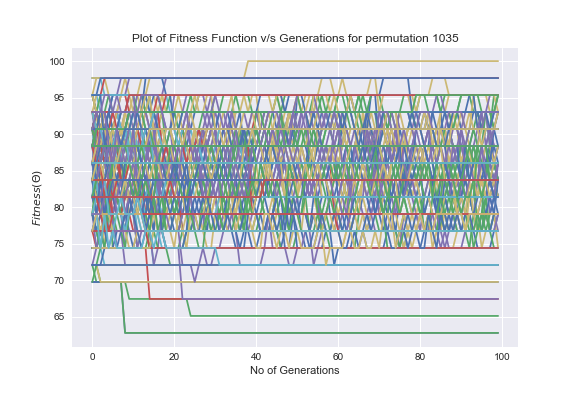 Plot of Fitness Function v/s Generations for permutation 1035
100
95
90
85
80
75
70
65
Fitness(Θ)
0 20 40 60 80 100
No of Generations